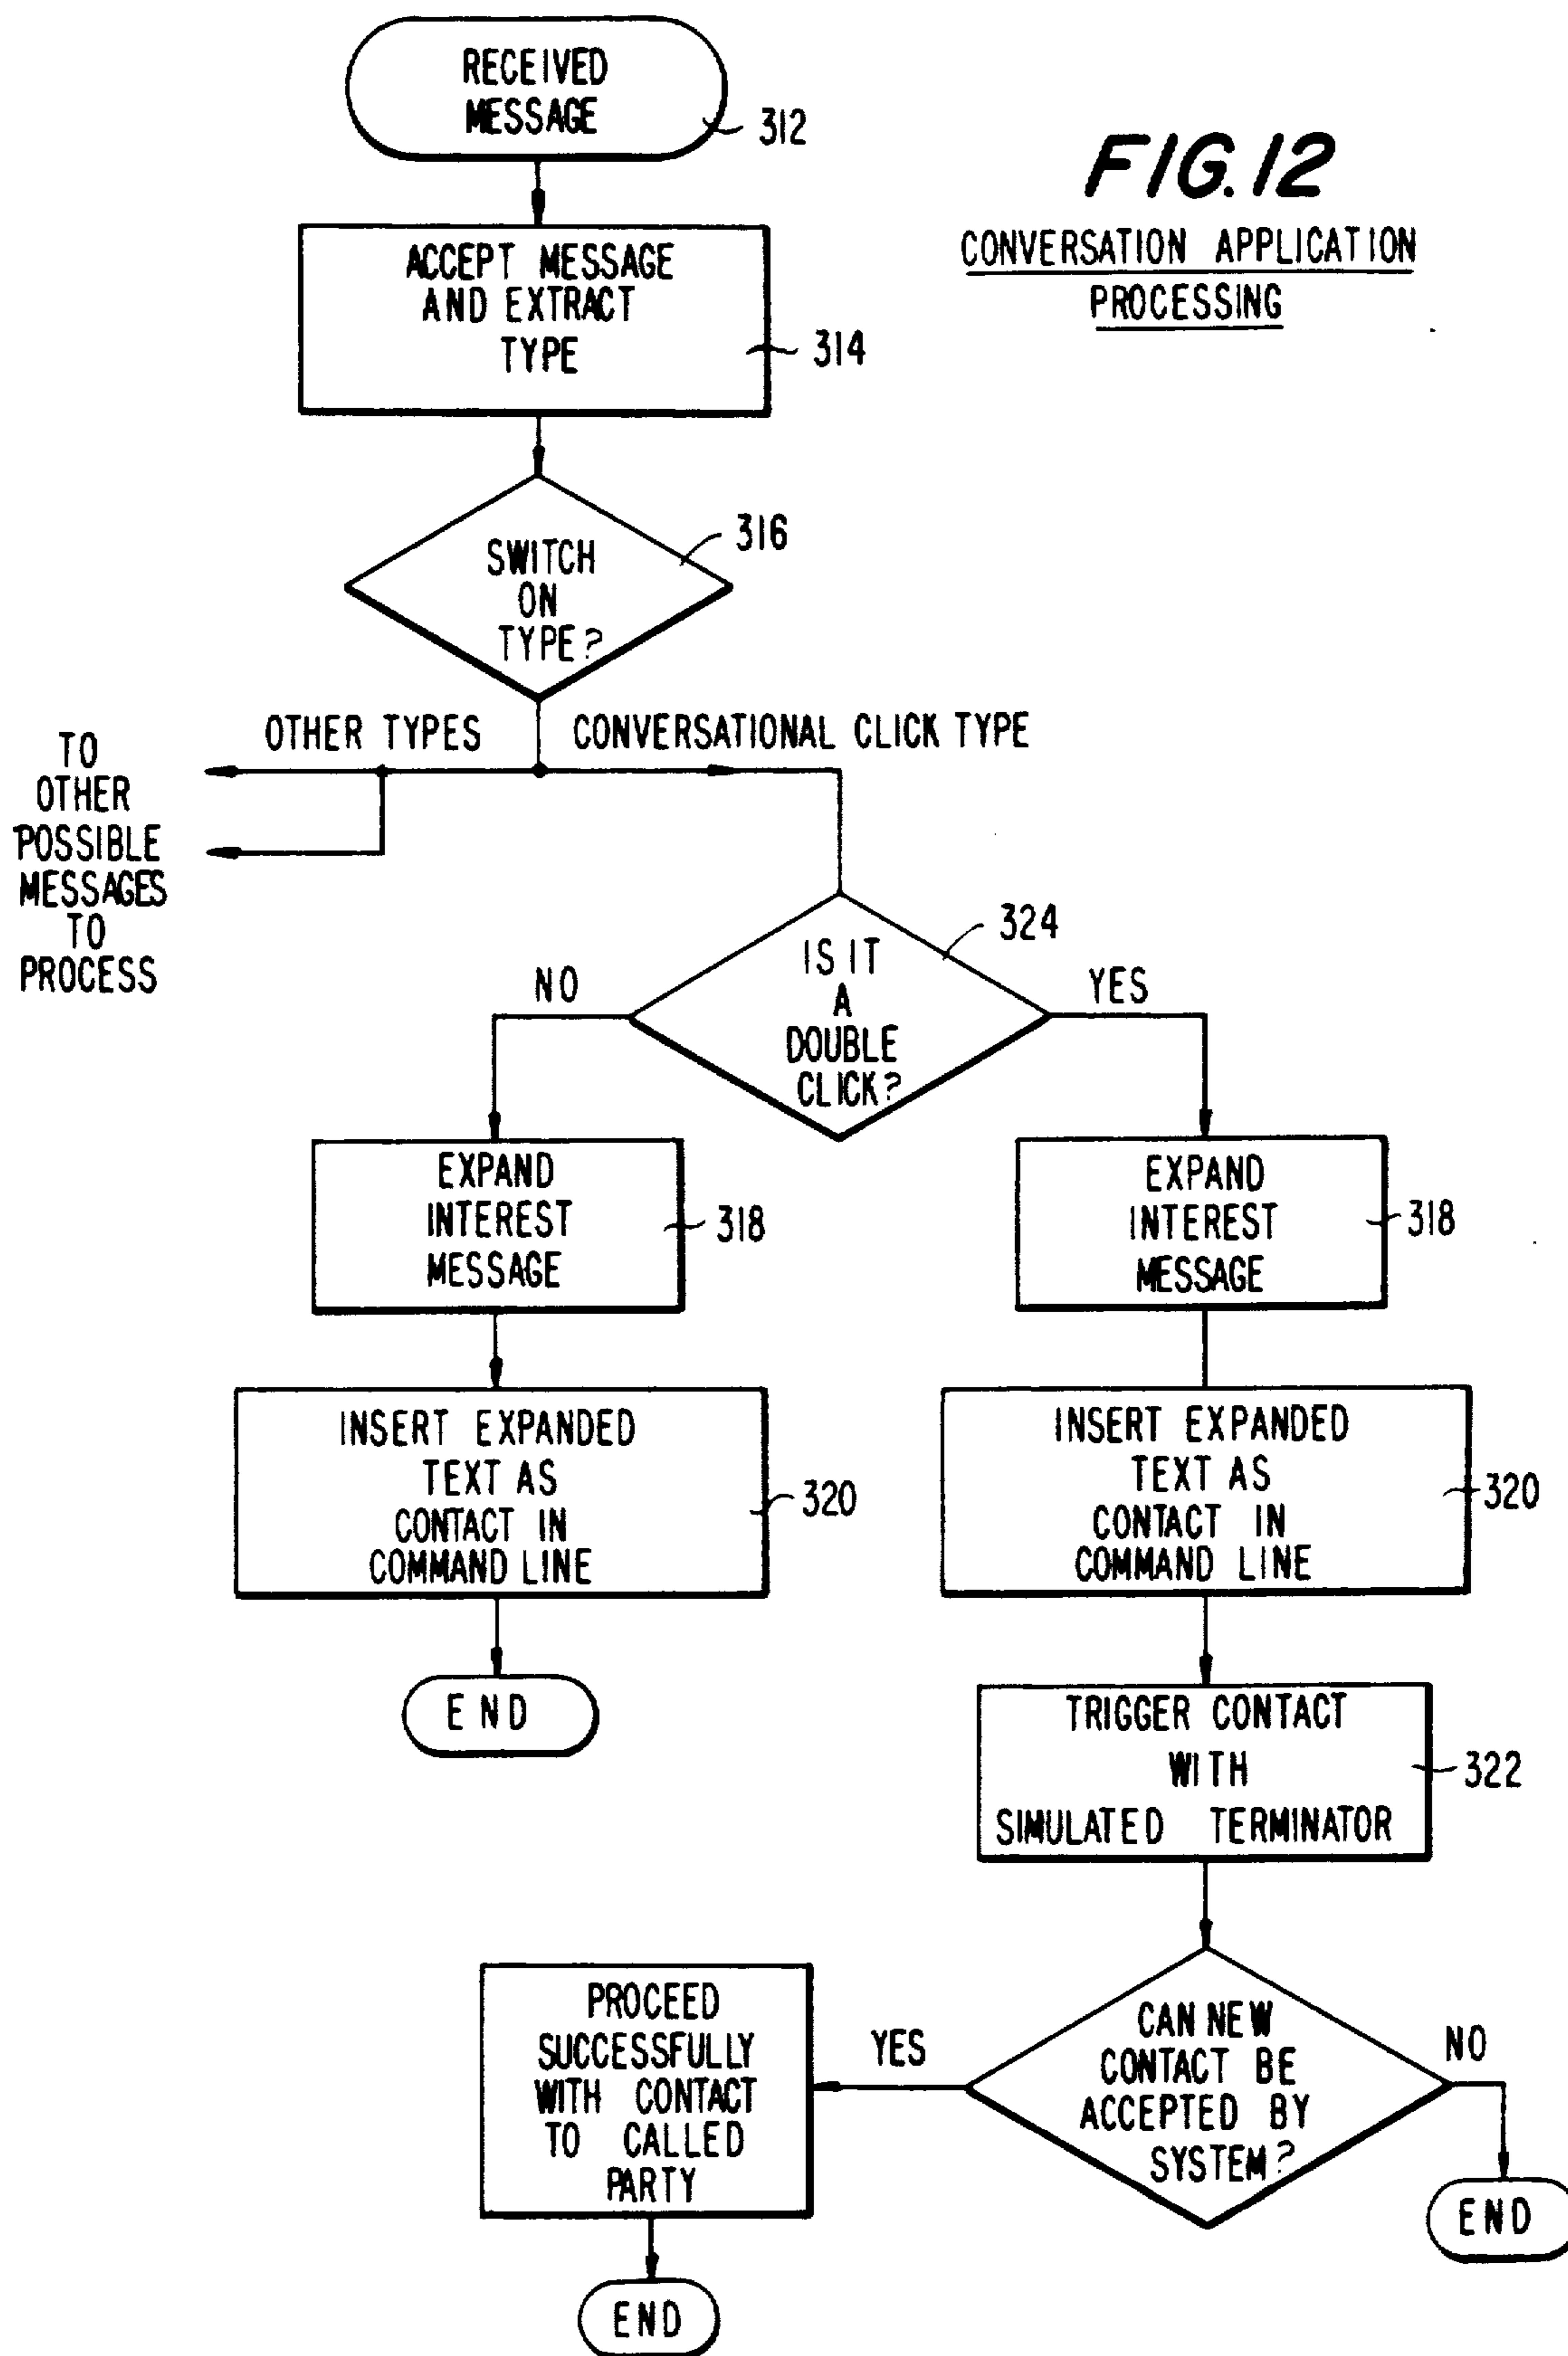 RECEIVED
MESSAGE
312
FIG.12
CONVERSATION APPLICATION
PROCESSING
ACCEPT MESSAGE
AND EXTRACT
TYPE
314
SWITCH
ON
TYPE?
316
OTHER TYPES
CONVERSATIONAL CLICK TYPE
TO
OTHER
POSSIBLE
MESSAGES
TO
PROCESS
IS IT
A
DOUBLE
CLICK?
324
NO
YES
EXPAND
INTEREST
MESSAGE
318
EXPAND
INTEREST
MESSAGE
318
INSERT EXPANDED
TEXT AS
CONTACT IN
COMMAND LINE
320
INSERT EXPANDED
TEXT AS
CONTACT IN
COMMAND LINE
320
END
TRIGGER CONTACT
WITH
SIMULATED TERMINATOR
322
CAN NEW
CONTACT BE
ACCEPTED BY
SYSTEM?
YES
NO
PROCEED
SUCCESSFULLY
WITH CONTACT
TO CALLED
PARTY
END
END